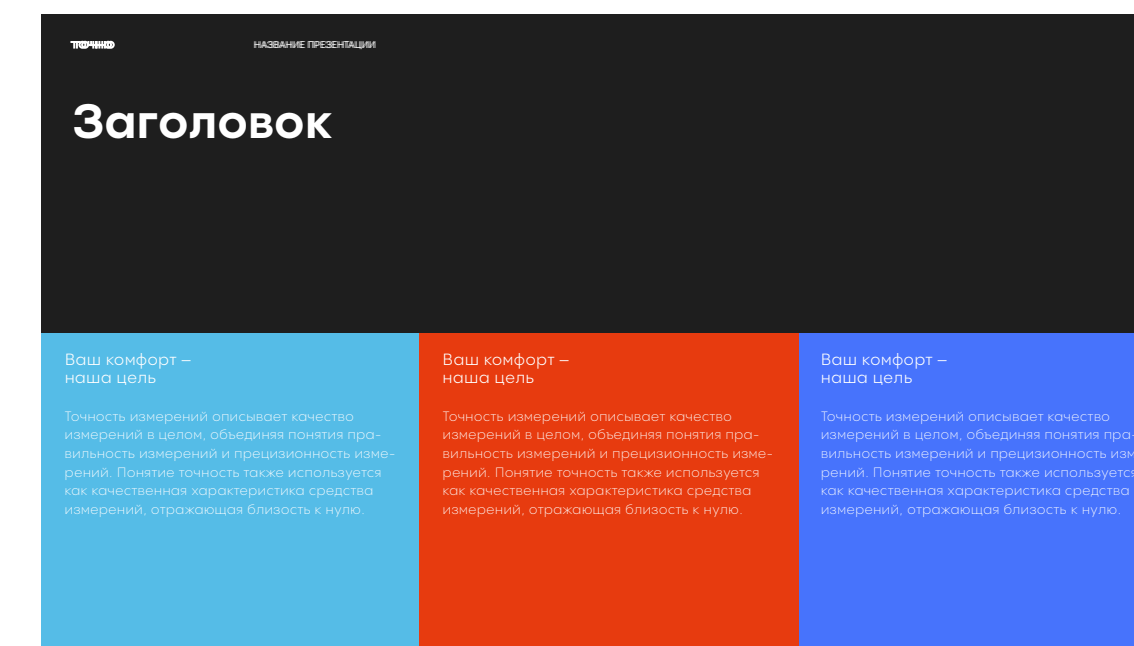 ТОЧНО
НАЗВАНИЕ ПРЕЗЕНТАЦИИ
Заголовок
Ваш комфорт –
наша цель
Точность измерений описывает качество
измерений в целом, объединяя понятия пра-
вильность измерений и прецизионность изме-
рений. Понятие точность также используется
как качественная характеристика средства
измерений, отражающая близость к нулю.
Ваш комфорт –
наша цель
Точность измерений описывает качество
измерений в целом, объединяя понятия пра-
вильность измерений и прецизионность изме-
рений. Понятие точность также используется
как качественная характеристика средства
измерений, отражающая близость к нулю.
Ваш комфорт –
наша цель
Точность измерений описывает качество
измерений в целом, объединяя понятия пра-
вильность измерений и прецизионность изм
рений. Понятие точность также используется
как качественная характеристика средства
измерений, отражающая близость к нулю.